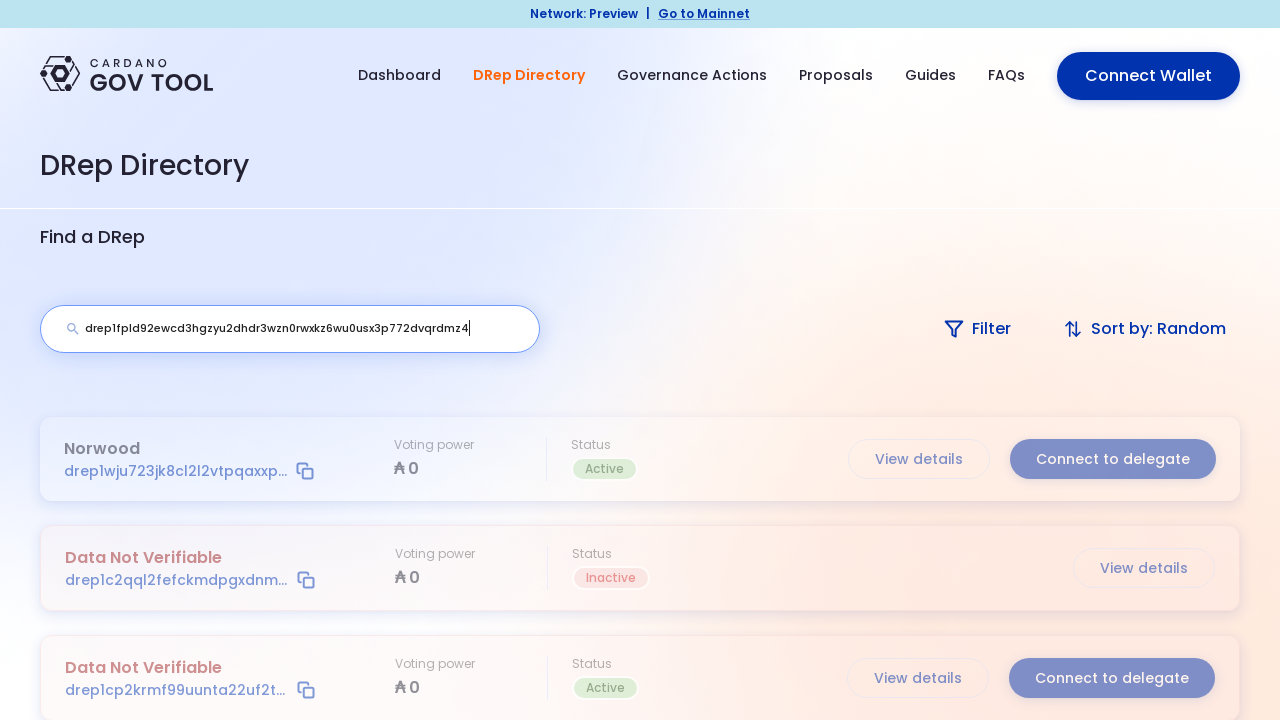 Network: Preview | Go to Mainnet
CARDANO
GOV TOOL
Dashboard
DRep Directory
Governance Actions
Proposals
Guides
FAQs
Connect Wallet
DRep Directory
Find a DRep
drep1fpld92ewcd3hgzyu2dhdr3wzn0rwxkz6wu0usx3p772dvqrdmz4
Filter
Sort by: Random
Norwood
drep1wju723jk8cl2l2vtpqaxxp...
Voting power
₳ 0
Status
Active
View details
Connect to delegate
Data Not Verifiable
drep1c2qql2fefckmdpgxdnm...
Voting power
₳ 0
Status
Inactive
View details
Data Not Verifiable
drep1cp2krmf99uunta22uf2t...
Voting power
₳ 0
Status
Active
View details
Connect to delegate